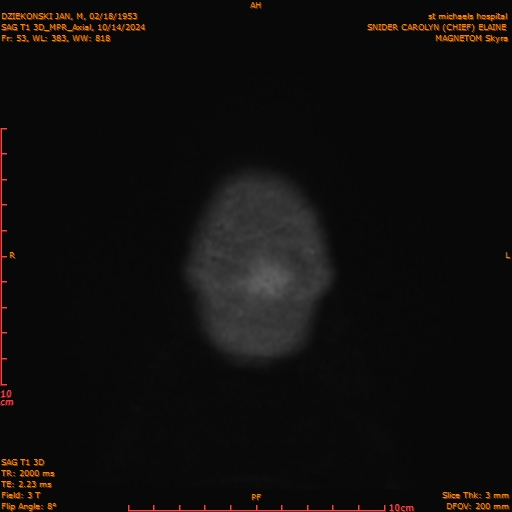 AH
DZIEKONSKI JAN, M, 02/18/1953
SAG T1 3D_MPR_Axial, 10/14/2024
Fr: 53, WL: 383, WW: 818
st michaels hospital
SNIDER CAROLYN (CHIEF) ELAINE
MAGNETOM Skyra
R
L
10
cm
SAG T1 3D
TR: 2000 ms
TE: 2.23 ms
Field: 3 T
Flip Angle: 8°
PF
10cm
Slice Thk: 3 mm
DFOV: 200 mm